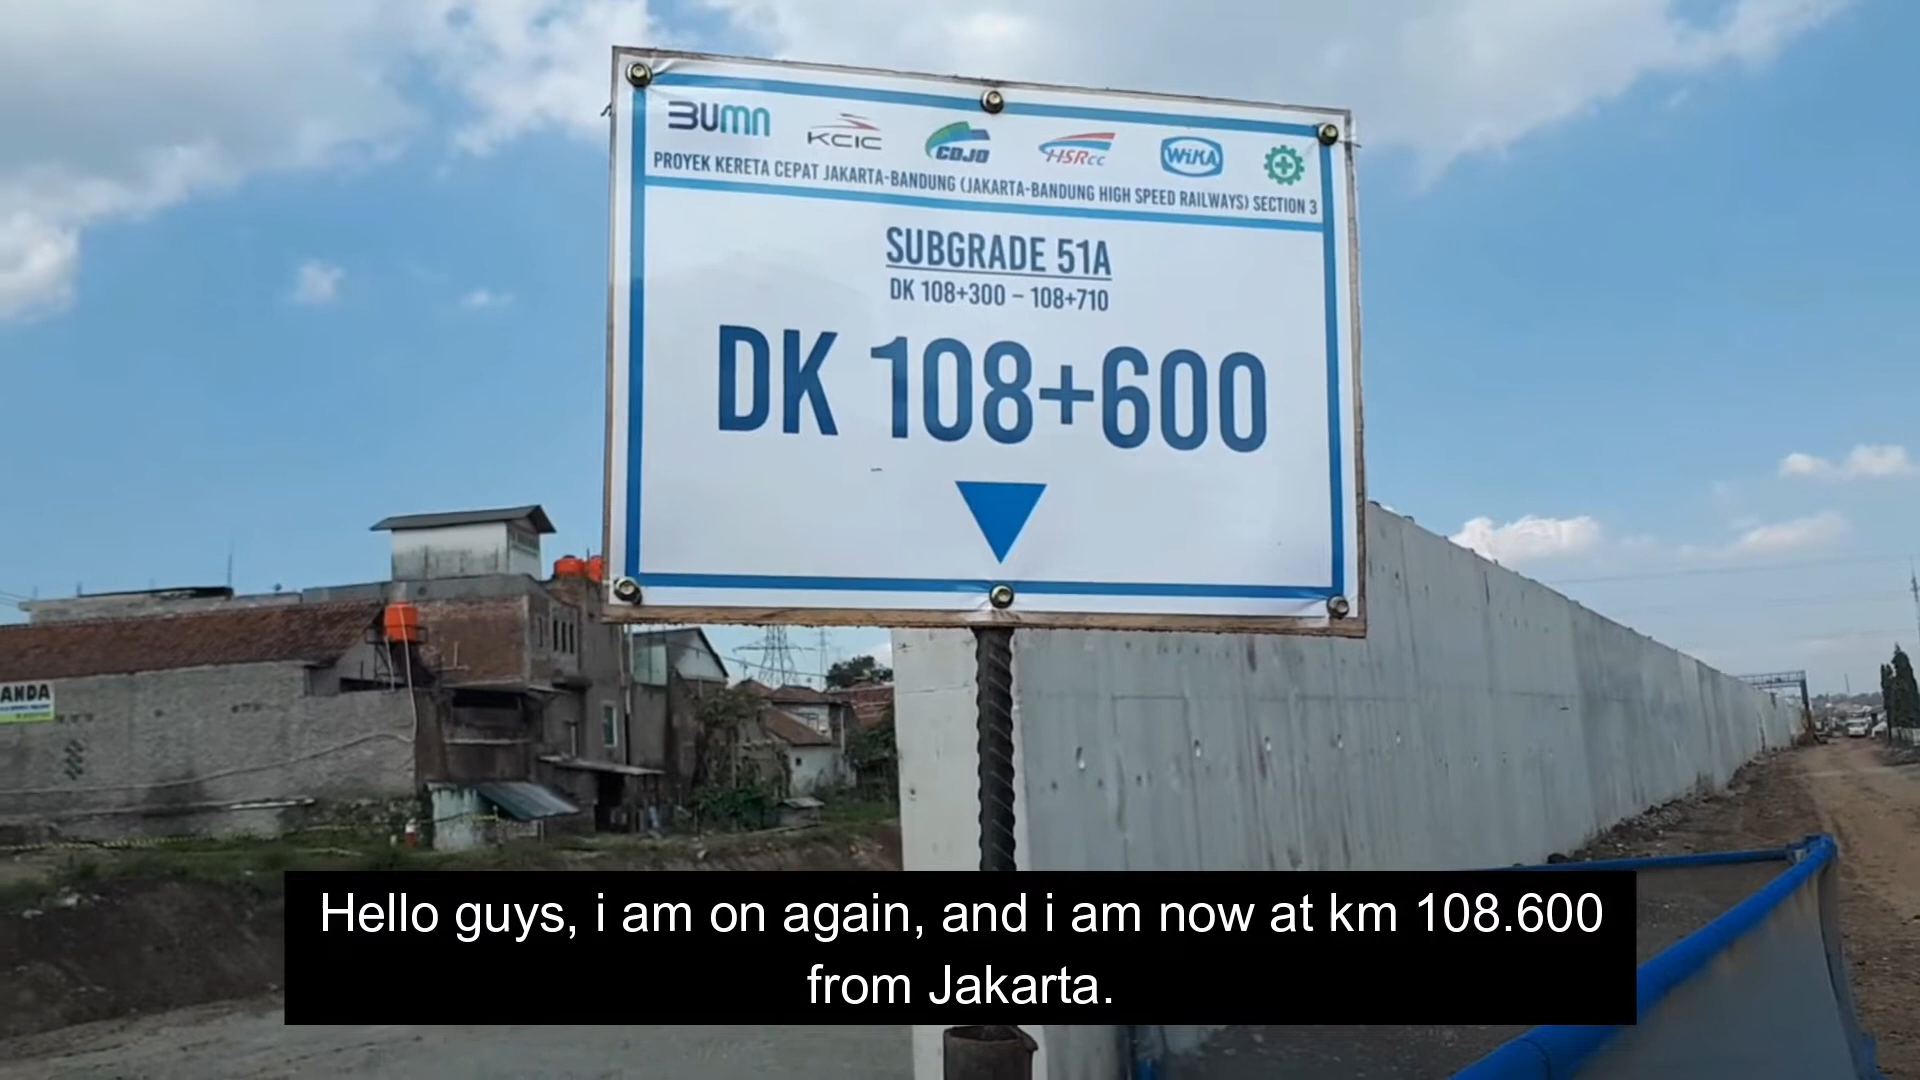 BUMN KCIC CDJO HSRCC WIKA
PROYEK KERETA CEPAT JAKARTA-BANDUNG (JAKARTA-BANDUNG HIGH SPEED RAILWAYS) SECTION 3
SUBGRADE 51A
DK 108+300 – 108+710
DK 108+600
ANDA
Hello guys, i am on again, and i am now at km 108.600
from Jakarta.